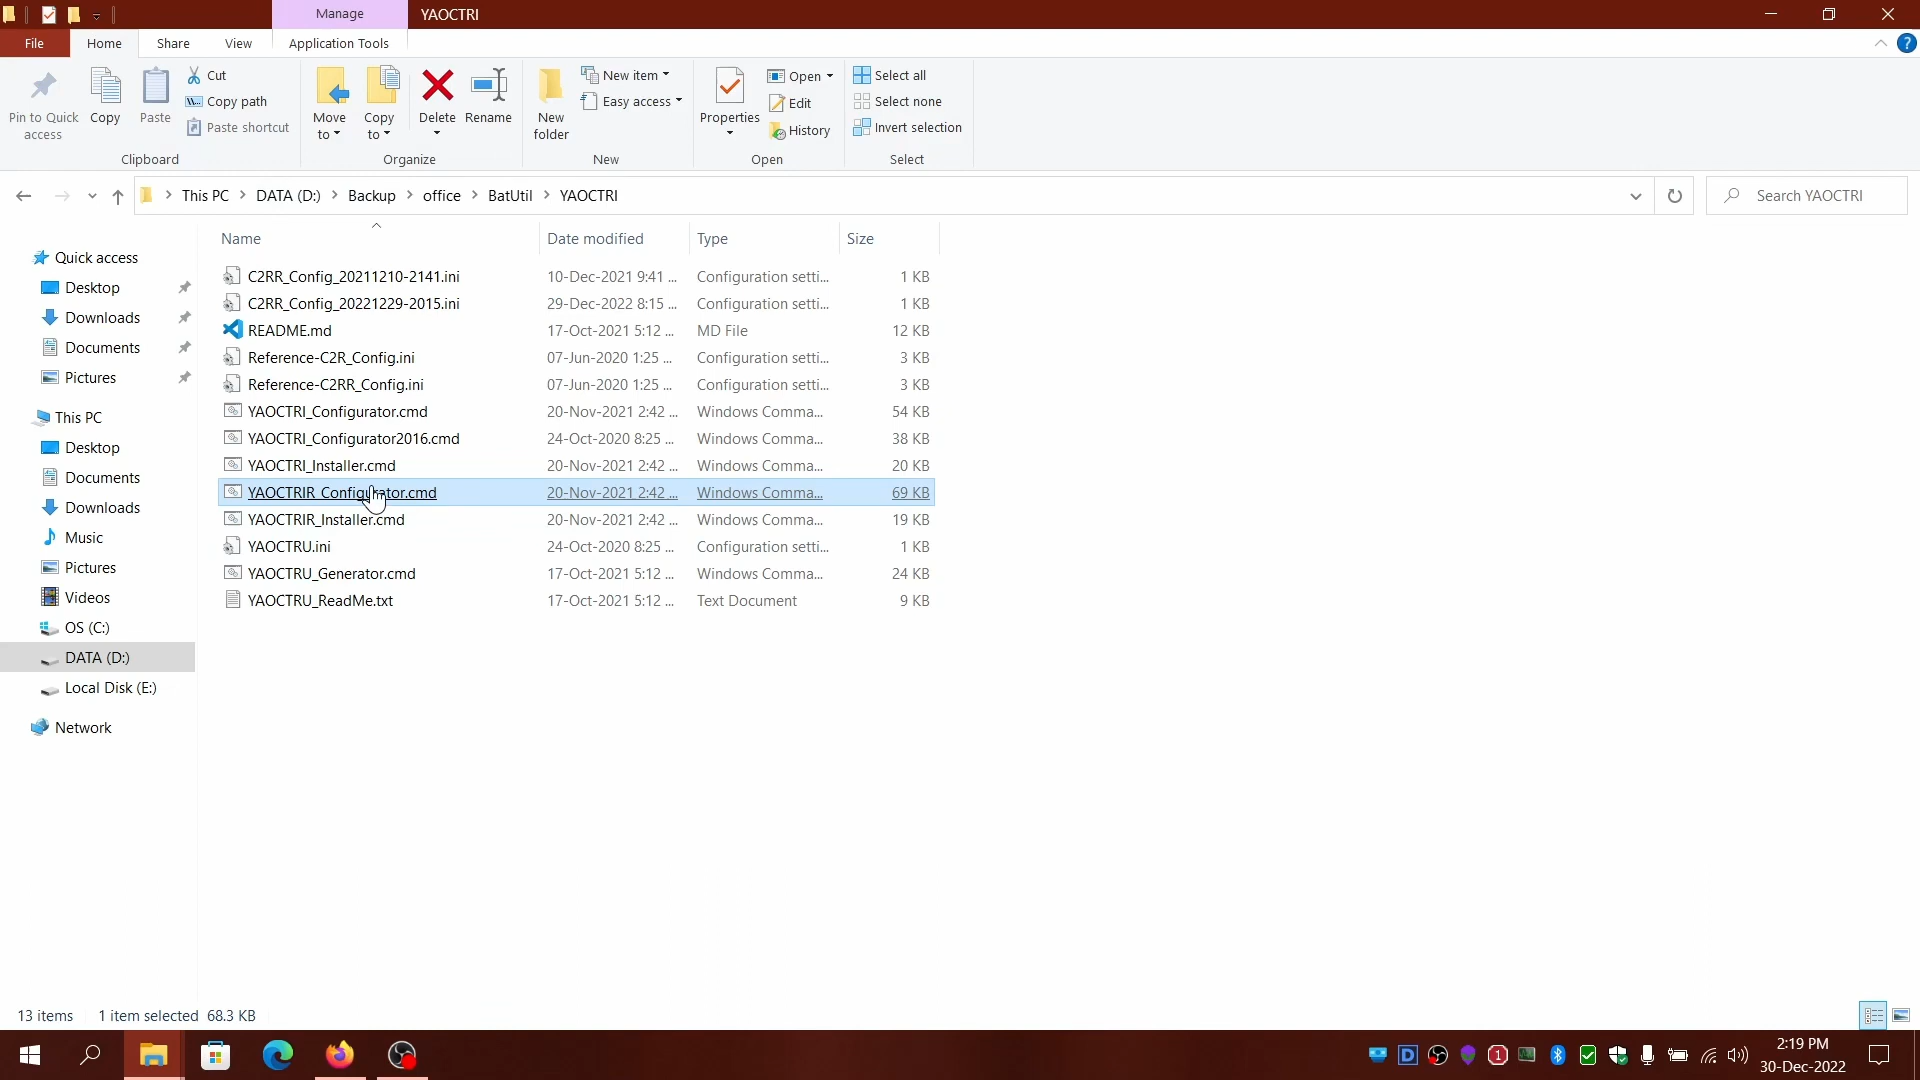 Manage
YAOCTRI
File
Home
Share
View
Application Tools
Pin to Quick access
Copy
Paste
Cut
Copy path
Paste shortcut
Clipboard
Move to
Copy to
Delete
Rename
Organize
New folder
New item
Easy access
New
Properties
Open
Edit
History
Open
Select all
Select none
Invert selection
Select
This PC
DATA (D:)
Backup
office
BatUtil
YAOCTRI
Search YAOCTRI
Quick access
Desktop
Downloads
Documents
Pictures
This PC
Desktop
Documents
Downloads
Music
Pictures
Videos
OS (C:)
DATA (D:)
Local Disk (E:)
Network
Name Date modified Type Size
C2RR_Config_20211210-2141.ini 10-Dec-2021 9:41 ... Configuration setti... 1 KB
C2RR_Config_20221229-2015.ini 29-Dec-2022 8:15 ... Configuration setti... 1 KB
README.md 17-Oct-2021 5:12 ... MD File 12 KB
Reference-C2R_Config.ini 07-Jun-2020 1:25 ... Configuration setti... 3 KB
Reference-C2RR_Config.ini 07-Jun-2020 1:25 ... Configuration setti... 3 KB
YAOCTRI_Configurator.cmd 20-Nov-2021 2:42 ... Windows Comma... 54 KB
YAOCTRI_Configurator2016.cmd 24-Oct-2020 8:25 ... Windows Comma... 38 KB
YAOCTRI_Installer.cmd 20-Nov-2021 2:42 ... Windows Comma... 20 KB
YAOCTRIR_Configurator.cmd 20-Nov-2021 2:42 ... Windows Comma... 69 KB
YAOCTRIR_Installer.cmd 20-Nov-2021 2:42 ... Windows Comma... 19 KB
YAOCTRU.ini 24-Oct-2020 8:25 ... Configuration setti... 1 KB
YAOCTRU_Generator.cmd 17-Oct-2021 5:12 ... Windows Comma... 24 KB
YAOCTRU_ReadMe.txt 17-Oct-2021 5:12 ... Text Document 9 KB
13 items 1 item selected 68.3 KB
2:19 PM
30-Dec-2022